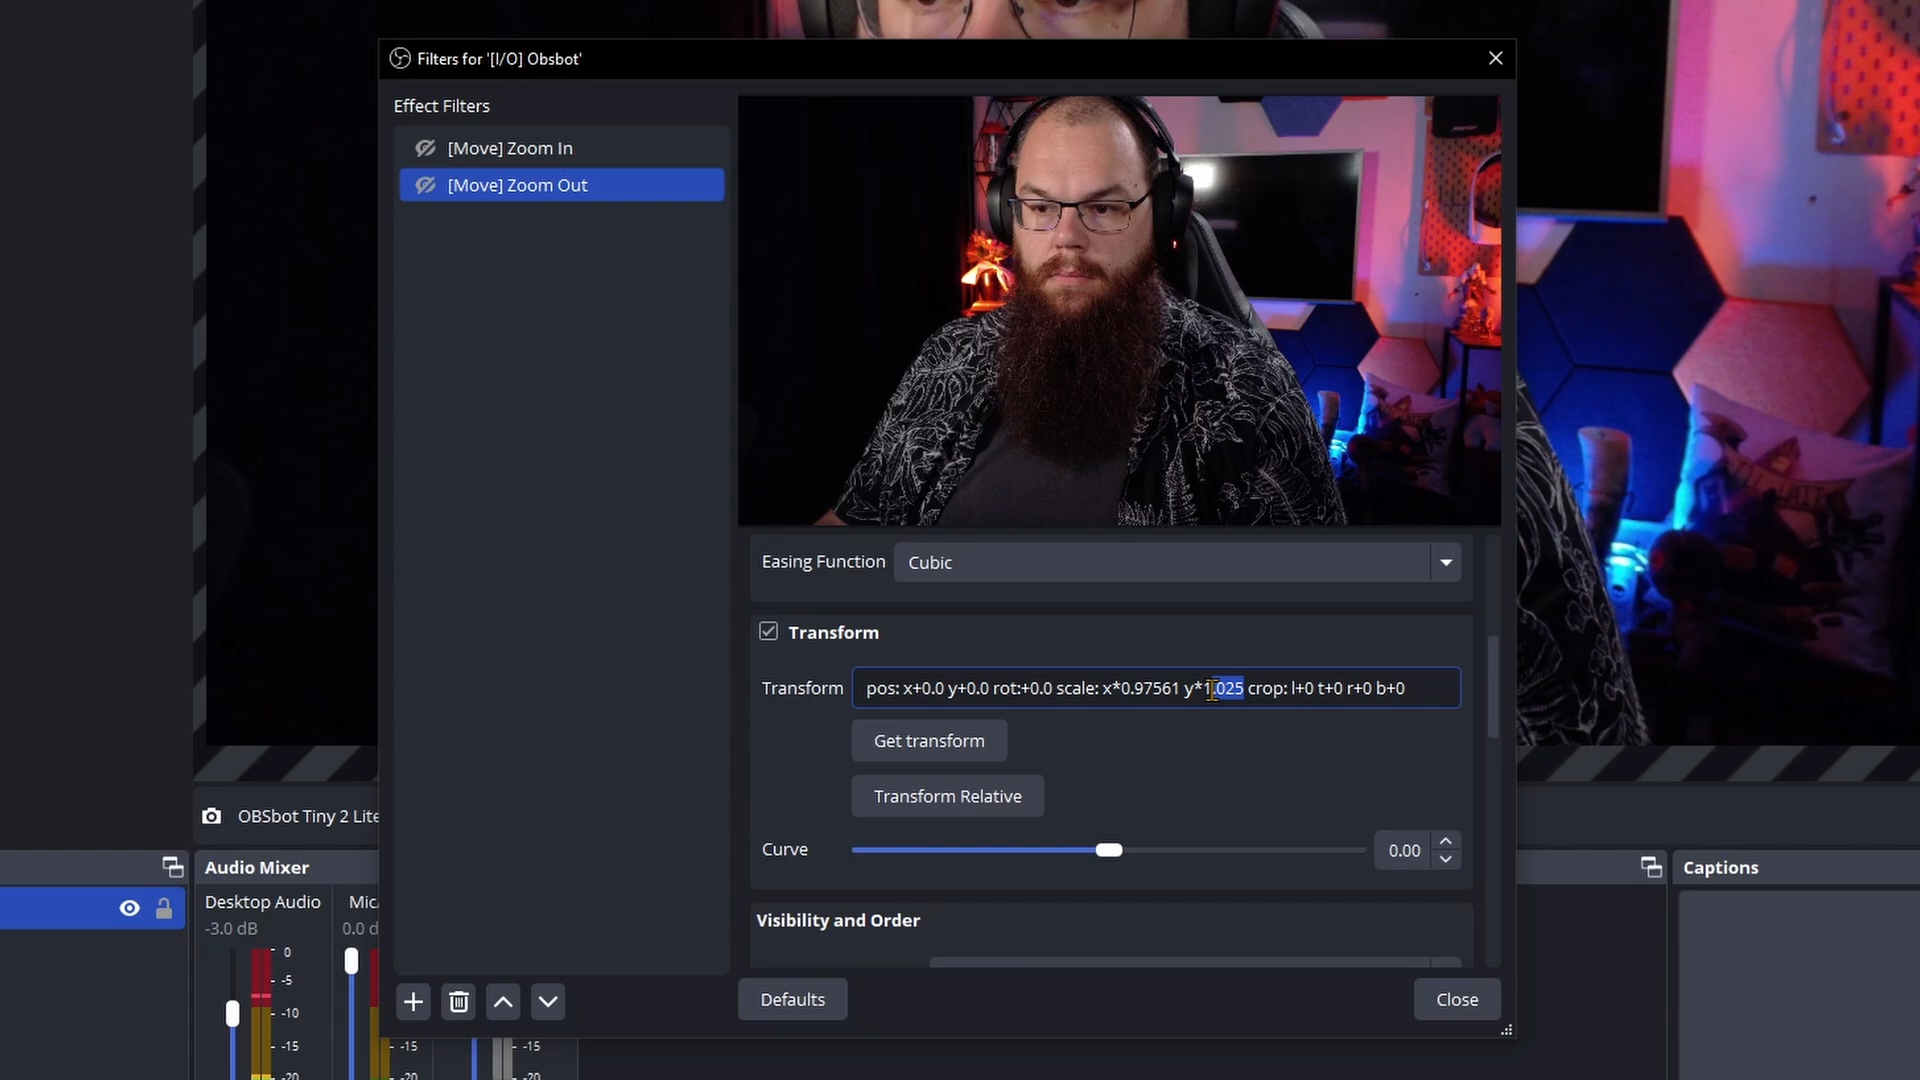 Filters for '[I/O] Obsbot'
Effect Filters
[Move] Zoom In
[Move] Zoom Out
Easing Function
Cubic
Transform
Transform
pos: x+0.0 y+0.0 rot:+0.0 scale: x*0.97561 y*1.025 crop: l+0 t+0 r+0 b+0
Get transform
Transform Relative
Curve
0.00
Visibility and Order
Defaults
Close
OBSbot Tiny 2 Lite
Audio Mixer
Captions
Desktop Audio
Mic/
-3.0 dB
0.0 d
0
-5
-10
-15
-15
-15
-20
-20
-20